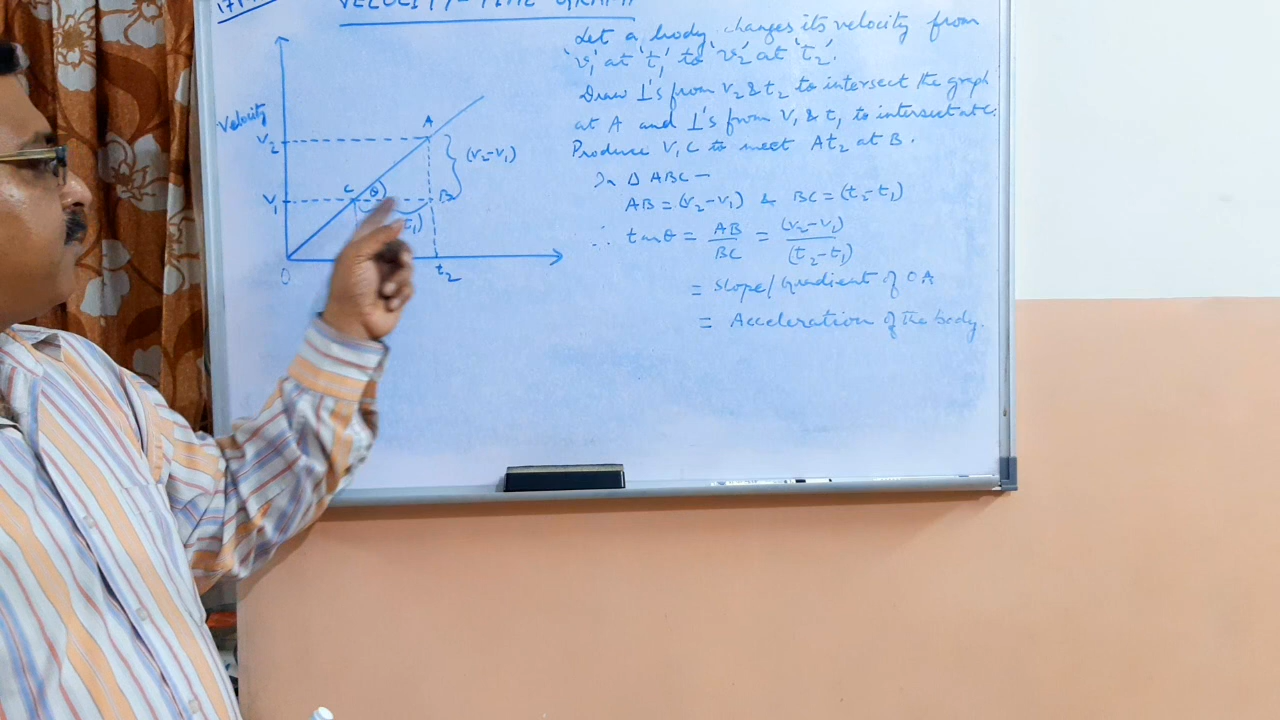 VELOCITY-TIME GRAPH
Let a body changes its velocity from
'v₁' at 't₁' to 'v₂' at 't₂'.
Draw ⊥'s from v₂ & t₂ to intersect the graph
at A and ⊥'s from V₁ & t₁ to intersect at C.
Produce V₁C to meet At₂ at B.
In Δ ABC —
AB = (v₂-v₁) & BC = (t₂-t₁)
∴ tanθ = AB/BC = (v₂-v₁)/(t₂-t₁)
= Slope/Gradient of OA
= Acceleration of the body.
Velocity
A
V₂
(v₂-v₁)
C
θ
B
V₁
t₁)
O
t₂